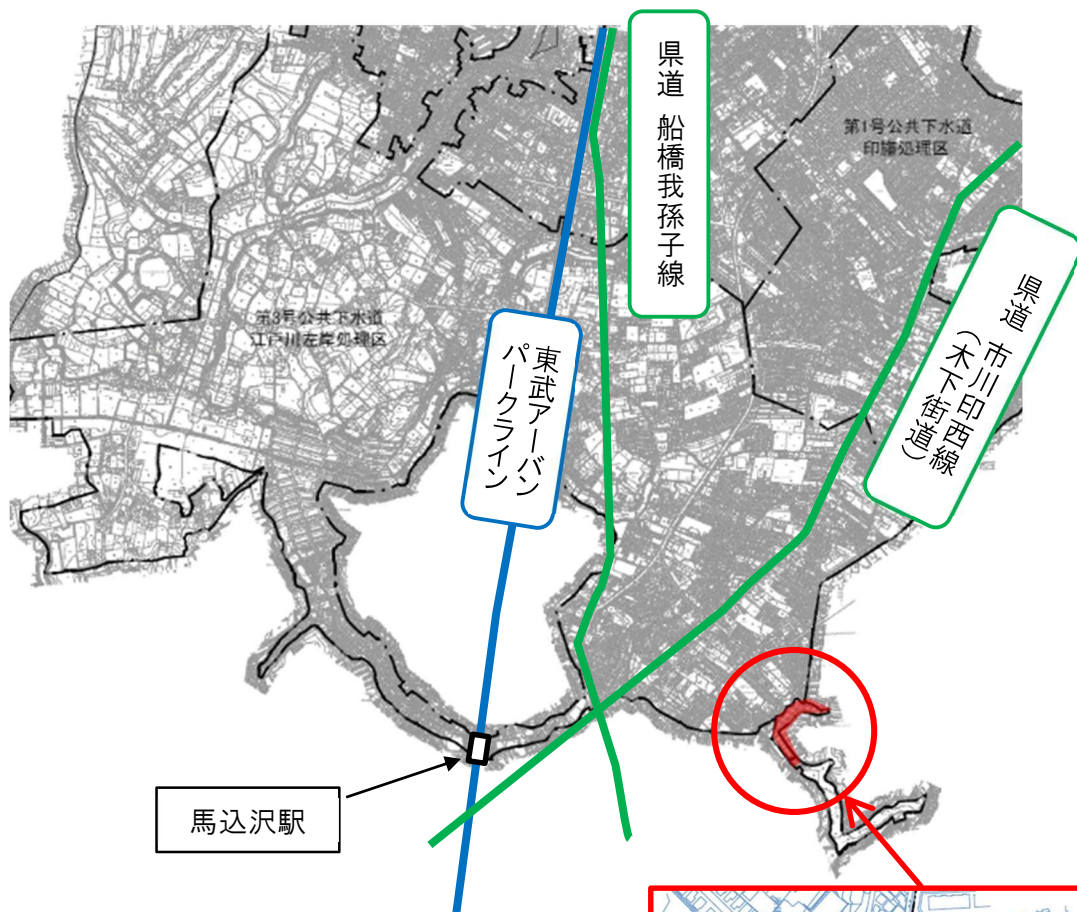 県道 船橋我孫子線
第1号公共下水道
印旛処理区
県道 市川印西線
(木下街道)
第3号公共下水道
江戸川左岸処理区
東武アーバン
パークライン
馬込沢駅